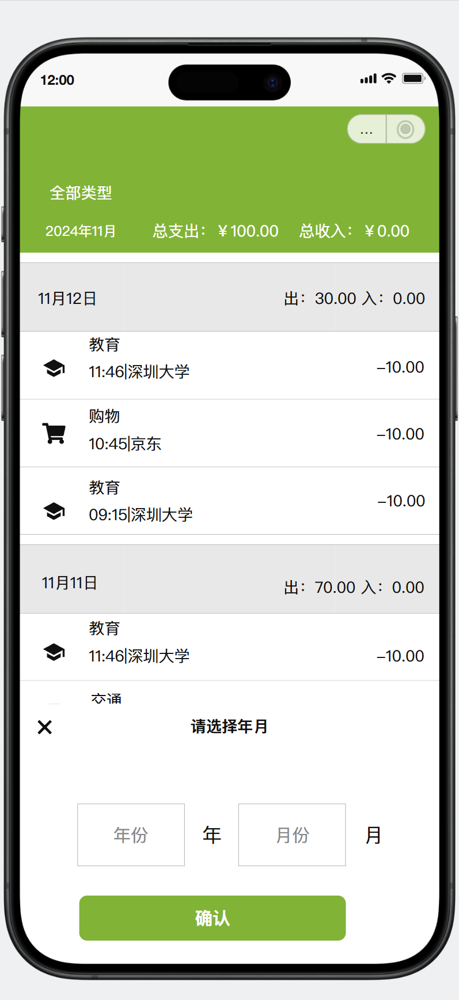 12:00
...
全部类型
2024年11月 总支出：￥100.00 总收入：￥0.00
11月12日 出：30.00 入：0.00
教育
11:46|深圳大学 -10.00
购物
10:45|京东 -10.00
教育
09:15|深圳大学 -10.00
11月11日 出：70.00 入：0.00
教育
11:46|深圳大学 -10.00
交通
请选择年月
年份 年 月份 月
确认